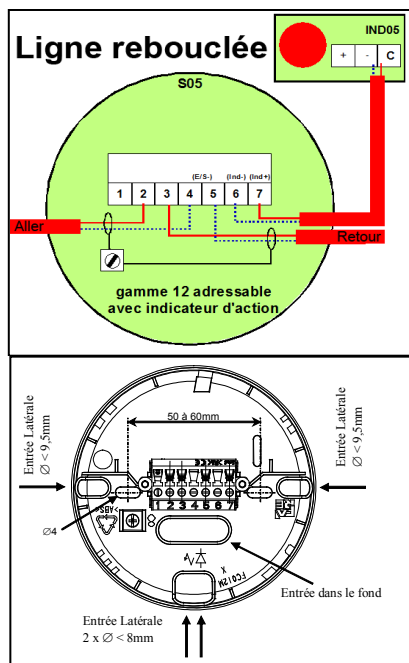 Ligne rebouclée
IND05
+ - C
S05
(E/S-) (Ind-) (Ind+)
1 2 3 4 5 6 7
Aller
Retour
gamme 12 adressable
avec indicateur d'action
50 à 60mm
Entrée Latérale
Ø < 9,5mm
Entrée Latérale
Ø < 9,5mm
1 2 3 4 5 6 7
Ø4
>ABS<
FC012M
X
Entrée dans le fond
Entrée Latérale
2 x Ø < 8mm